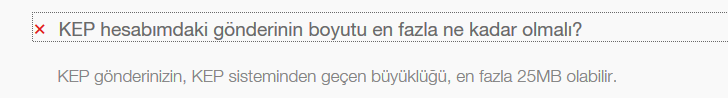 KEP hesabımdaki gönderinin boyutu en fazla ne kadar olmalı?
KEP gönderinizin, KEP sisteminden geçen büyüklüğü, en fazla 25MB olabilir.